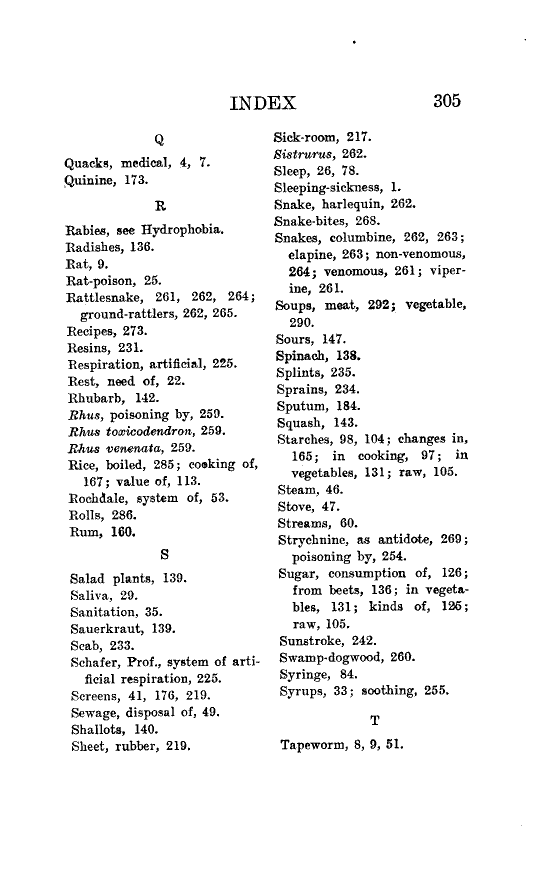 INDEX 305
Q
Quacks, medical, 4, 7.
Quinine, 173.
R
Rabies, see Hydrophobia.
Radishes, 136.
Rat, 9.
Rat-poison, 25.
Rattlesnake, 261, 262, 264;
ground-rattlers, 262, 265.
Recipes, 273.
Resins, 231.
Respiration, artificial, 225.
Rest, need of, 22.
Rhubarb, 142.
Rhus, poisoning by, 259.
Rhus toxicodendron, 259.
Rhus venenata, 259.
Rice, boiled, 285; cooking of,
167; value of, 113.
Rochdale, system of, 53.
Rolls, 286.
Rum, 160.
S
Salad plants, 139.
Saliva, 29.
Sanitation, 35.
Sauerkraut, 139.
Scab, 233.
Schafer, Prof., system of arti-
ficial respiration, 225.
Screens, 41, 176, 219.
Sewage, disposal of, 49.
Shallots, 140.
Sheet, rubber, 219.
Sick-room, 217.
Sistrurus, 262.
Sleep, 26, 78.
Sleeping-sickness, 1.
Snake, harlequin, 262.
Snake-bites, 268.
Snakes, columbine, 262, 263;
elapine, 263; non-venomous,
264; venomous, 261; viper-
ine, 261.
Soups, meat, 292; vegetable,
290.
Sours, 147.
Spinach, 138.
Splints, 235.
Sprains, 234.
Sputum, 184.
Squash, 143.
Starches, 98, 104; changes in,
165; in cooking, 97; in
vegetables, 131; raw, 105.
Steam, 46.
Stove, 47.
Streams, 60.
Strychnine, as antidote, 269;
poisoning by, 254.
Sugar, consumption of, 126;
from beets, 136; in vegeta-
bles, 131; kinds of, 126;
raw, 105.
Sunstroke, 242.
Swamp-dogwood, 260.
Syringe, 84.
Syrups, 33; soothing, 255.
T
Tapeworm, 8, 9, 51.